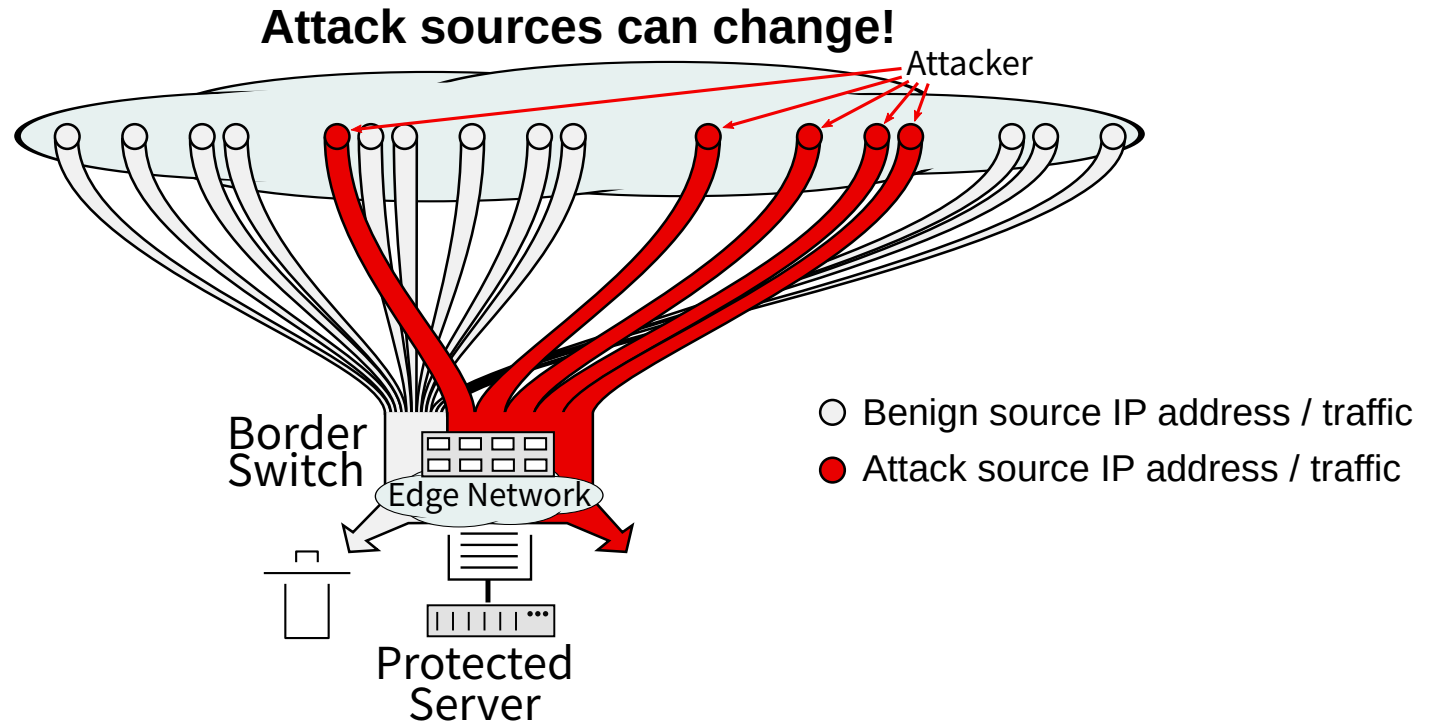 Attack sources can change!
Attacker
Benign source IP address / traffic
Attack source IP address / traffic
Border
Switch
Edge Network
Protected
Server